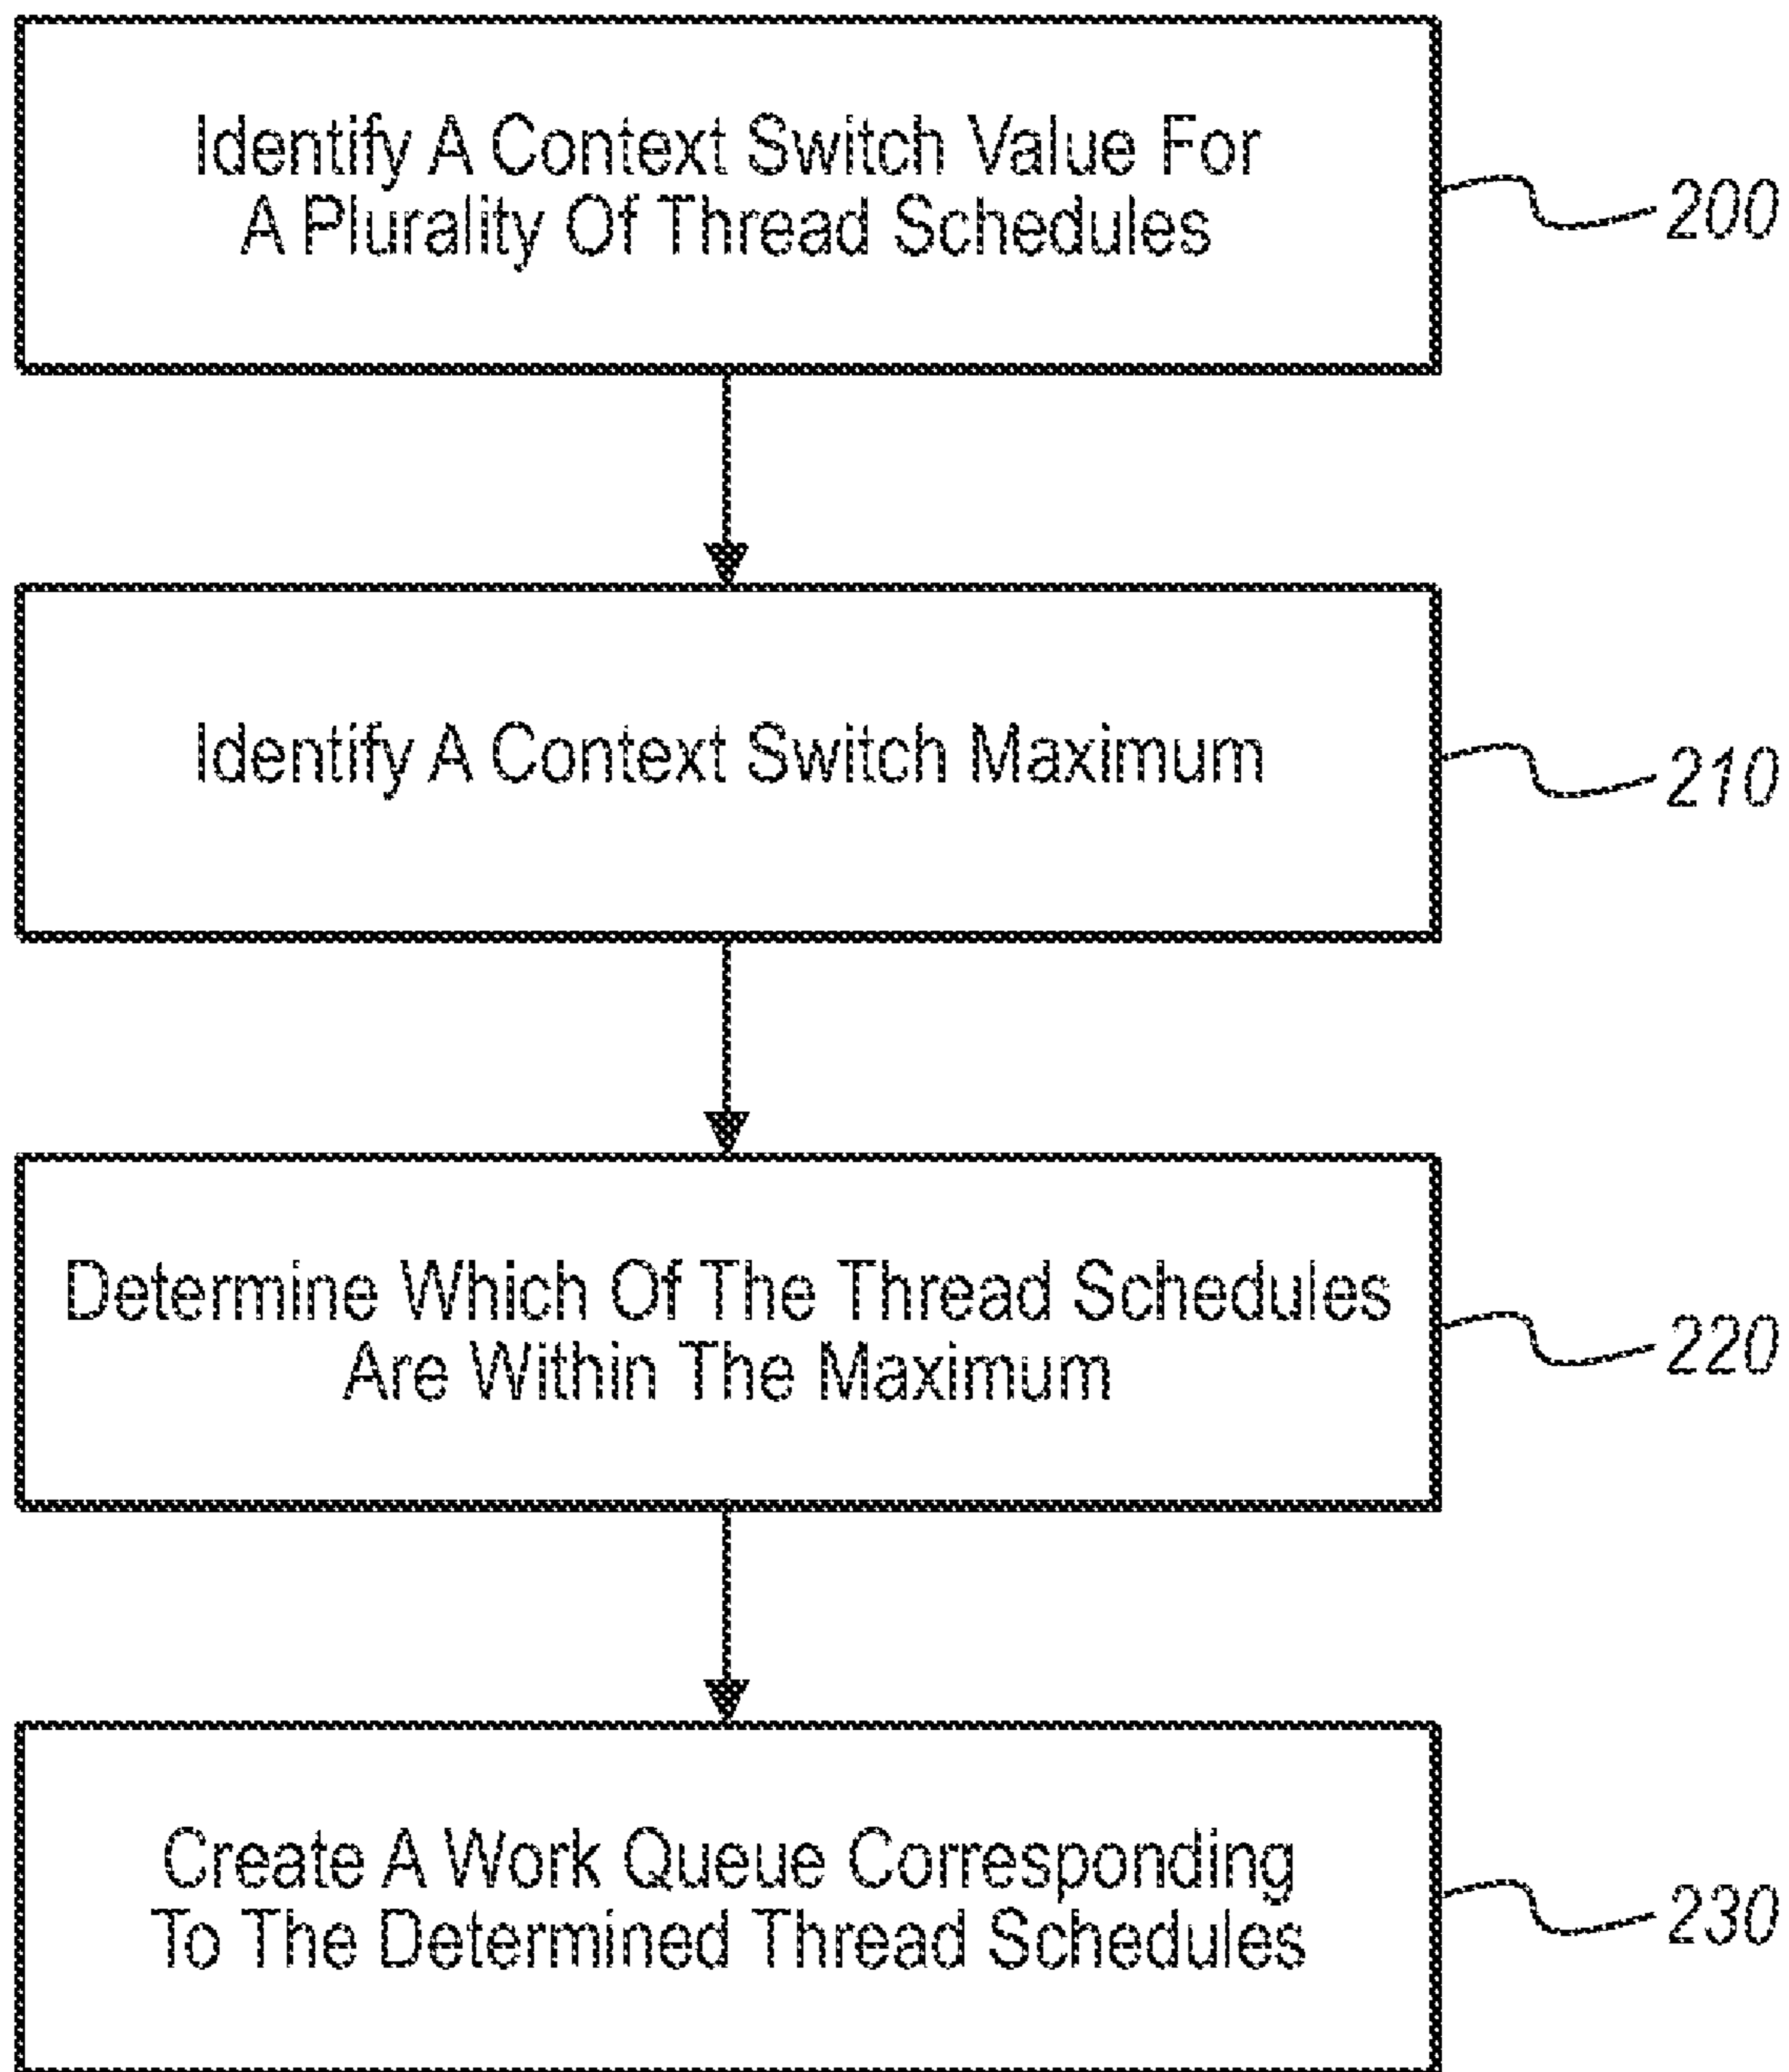 Identify A Context Switch Value For
A Plurality Of Thread Schedules
200
Identify A Context Switch Maximum
210
Determine Which Of The Thread Schedules
Are Within The Maximum
220
Create A Work Queue Corresponding
To The Determined Thread Schedules
230